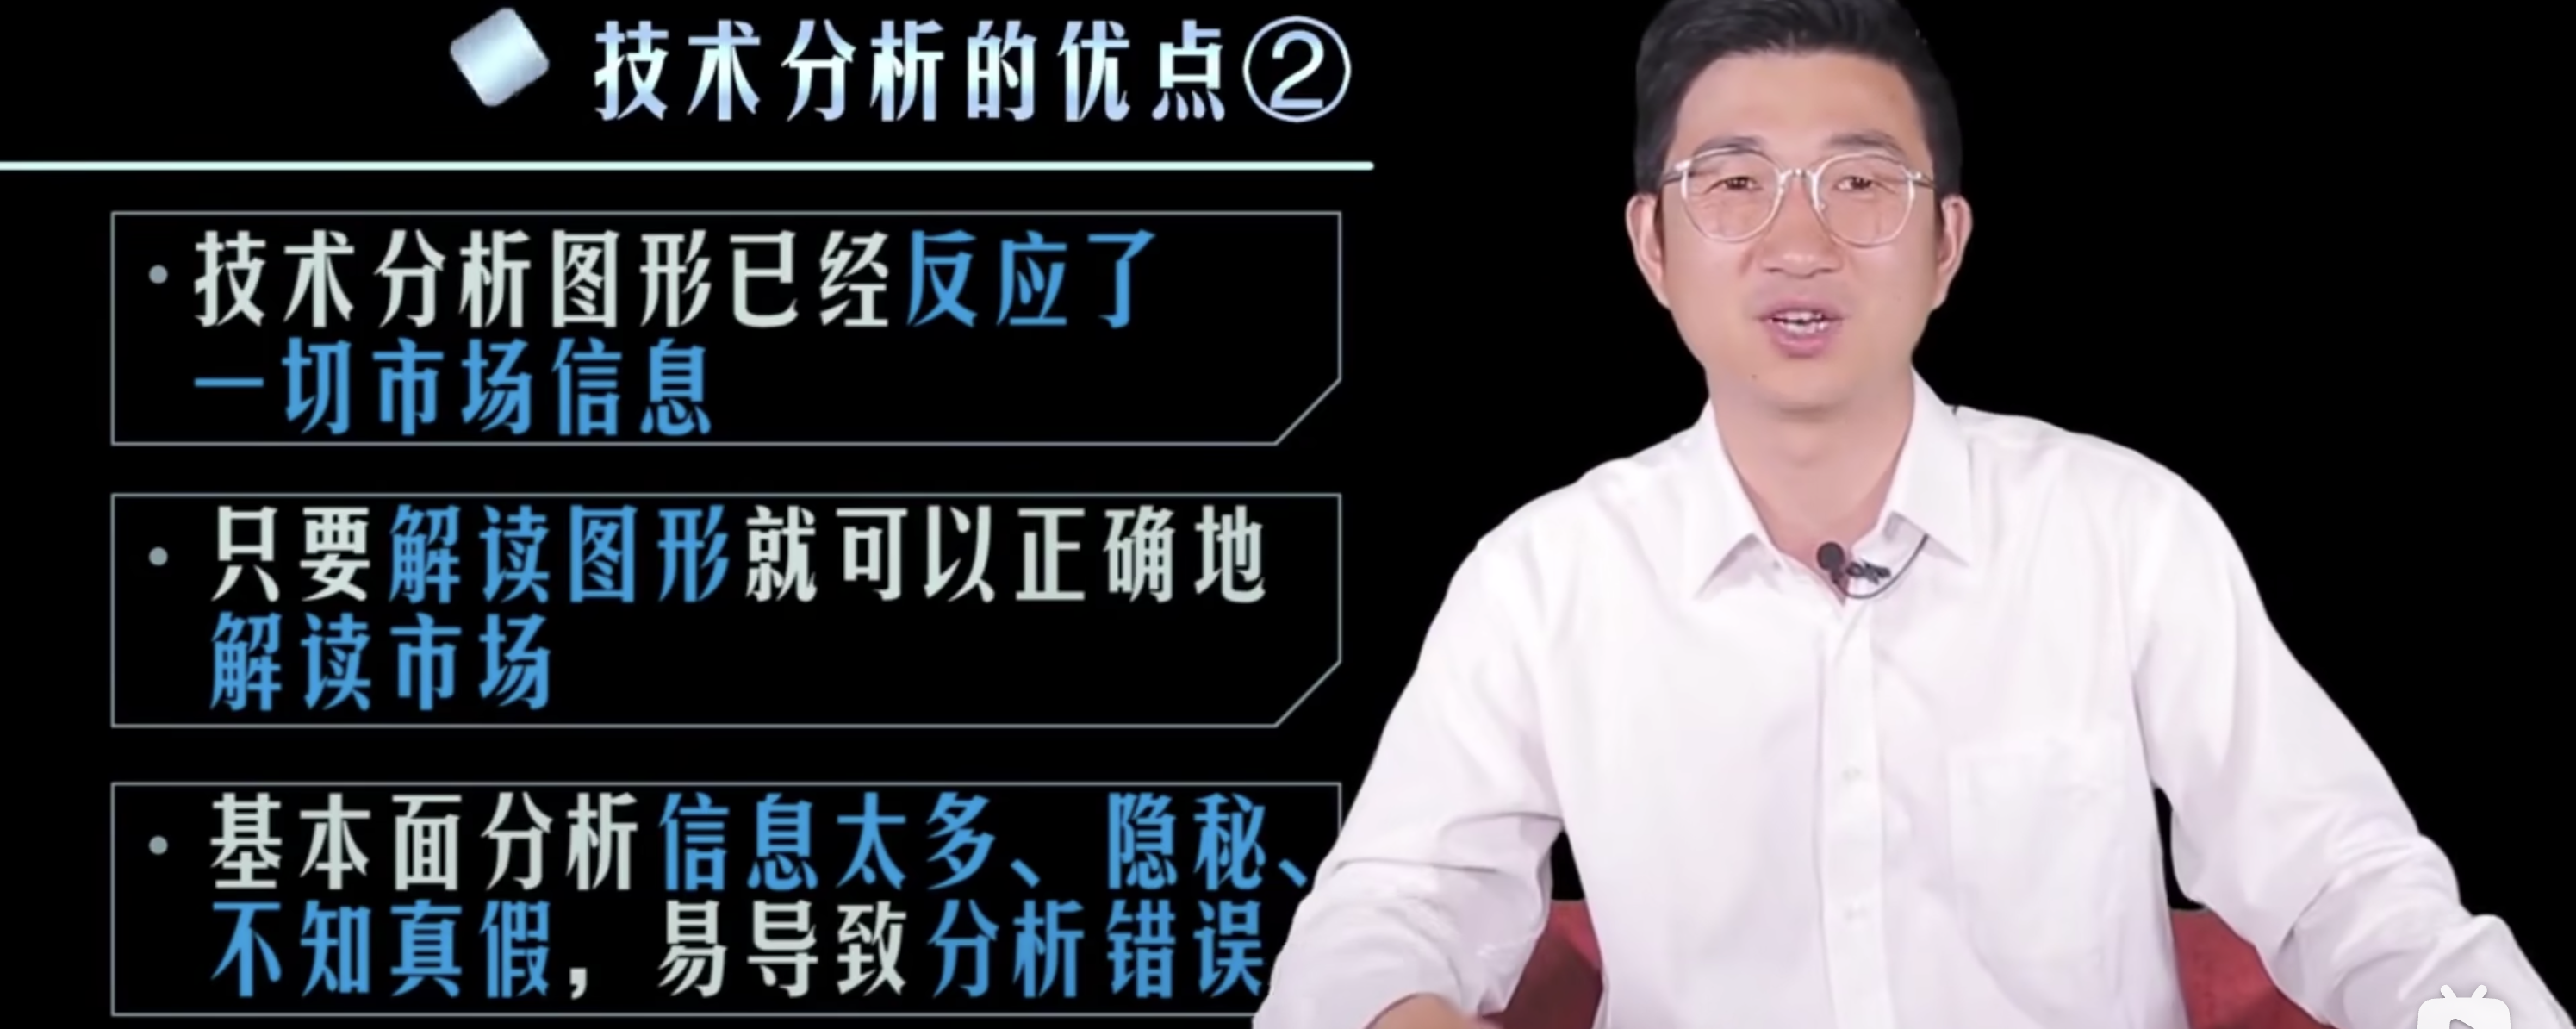 技术分析的优点②
技术分析图形已经反应了
一切市场信息
只要解读图形就可以正确地
解读市场
基本面分析信息太多、隐秘、
不知真假，易导致分析错误